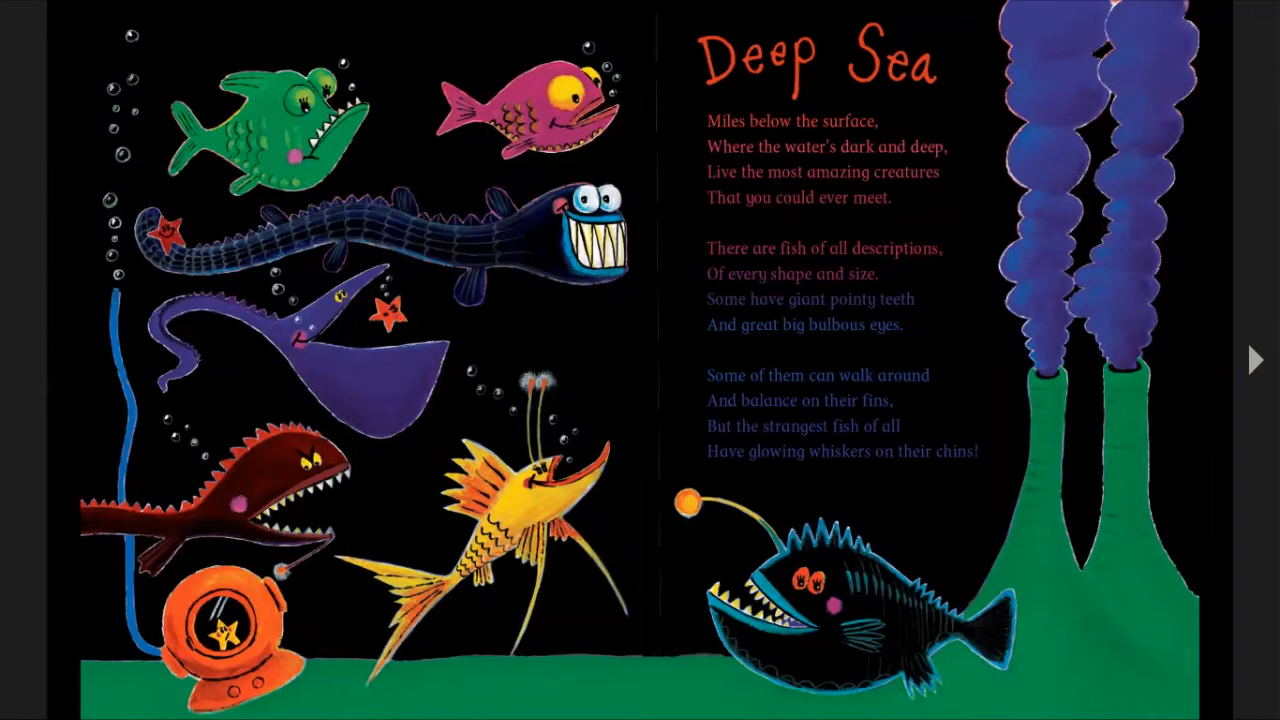 Deep Sea
Miles below the surface,
Where the water's dark and deep,
Live the most amazing creatures
That you could ever meet.
There are fish of all descriptions,
Of every shape and size.
Some have giant pointy teeth
And great big bulbous eyes.
Some of them can walk around
And balance on their fins,
But the strangest fish of all
Have glowing whiskers on their chins!